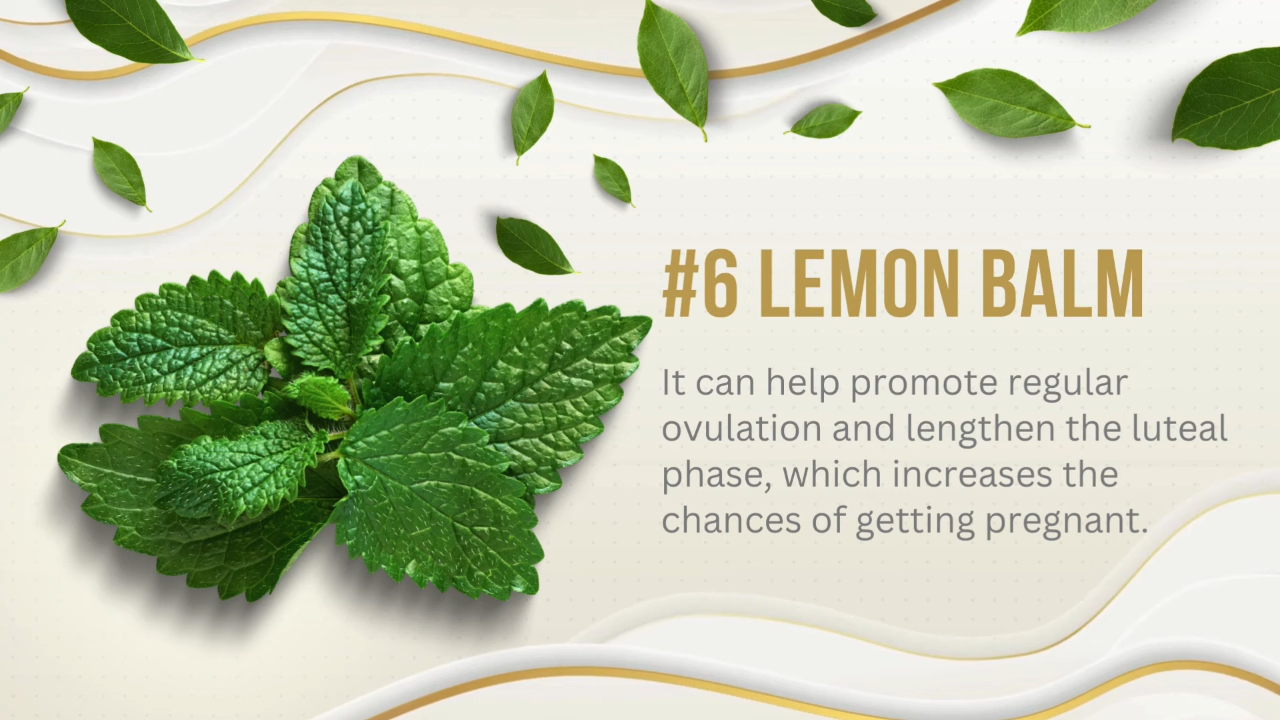 #6 LEMON BALM
It can help promote regular
ovulation and lengthen the luteal
phase, which increases the
chances of getting pregnant.